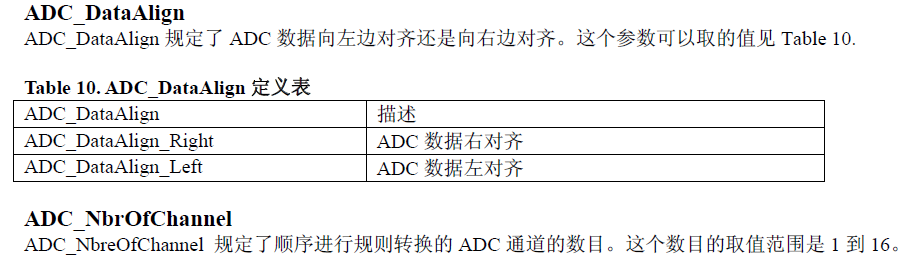 ADC_DataAlign
ADC_DataAlign 规定了 ADC 数据向左边对齐还是向右边对齐。这个参数可以取的值见 Table 10.
Table 10. ADC_DataAlign 定义表
ADC_DataAlign 描述
ADC_DataAlign_Right ADC 数据右对齐
ADC_DataAlign_Left ADC 数据左对齐
ADC_NbrOfChannel
ADC_NbreOfChannel 规定了顺序进行规则转换的 ADC 通道的数目。这个数目的取值范围是 1 到 16。